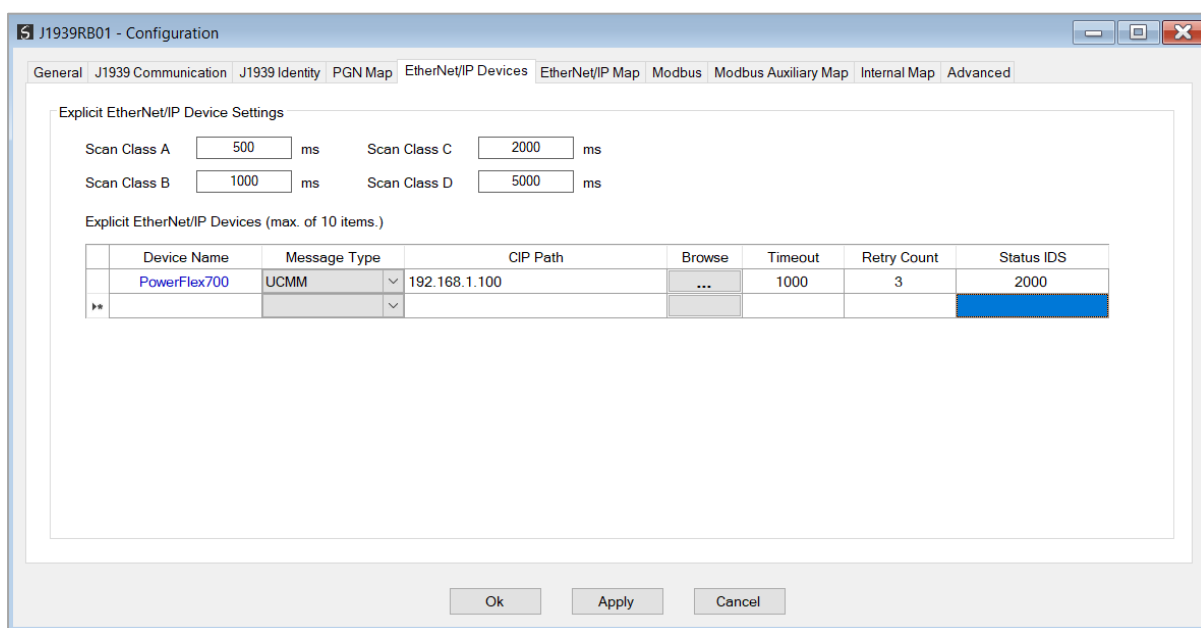 J1939RB01 - Configuration
General J1939 Communication J1939 Identity PGN Map EtherNet/IP Devices EtherNet/IP Map Modbus Modbus Auxiliary Map Internal Map Advanced
Explicit EtherNet/IP Device Settings
Scan Class A 500 ms Scan Class C 2000 ms
Scan Class B 1000 ms Scan Class D 5000 ms
Explicit EtherNet/IP Devices (max. of 10 items.)
Device Name Message Type CIP Path Browse Timeout Retry Count Status IDS
PowerFlex700 UCMM 192.168.1.100 ... 1000 3 2000
Ok Apply Cancel